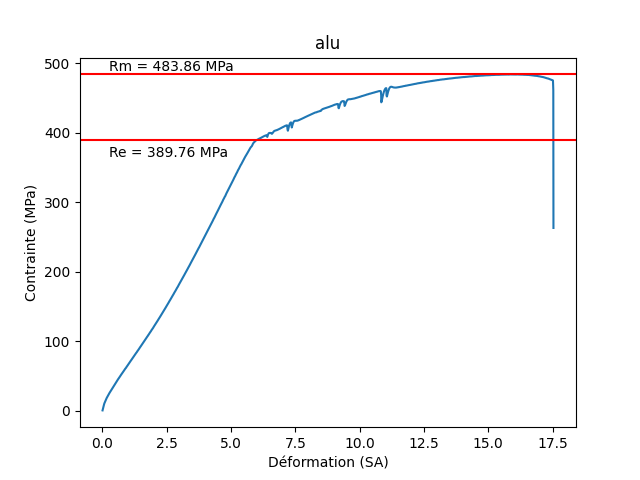 alu
Rm = 483.86 MPa
Re = 389.76 MPa
Contrainte (MPa)
500
400
300
200
100
0
0.0 2.5 5.0 7.5 10.0 12.5 15.0 17.5
Déformation (SA)